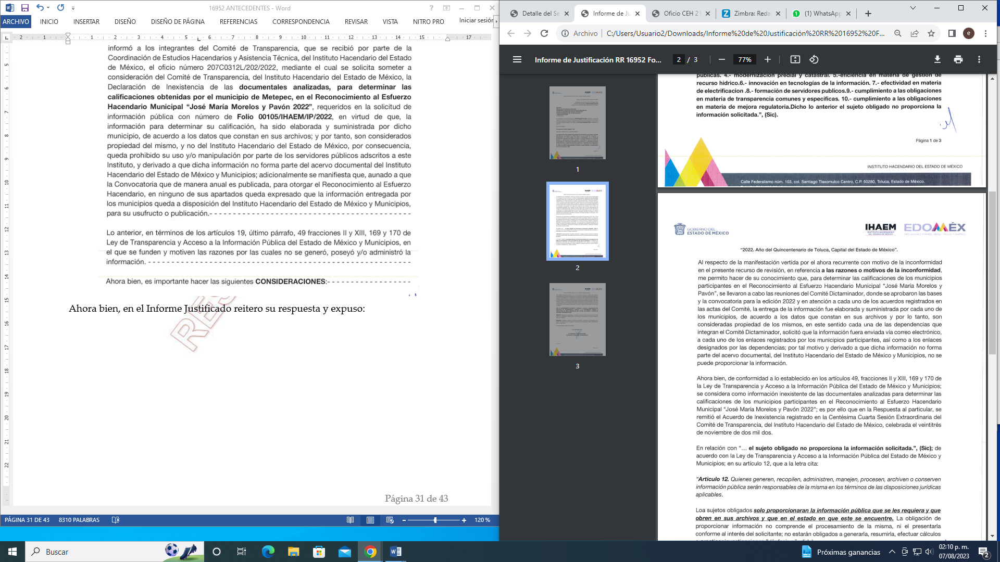 16952 ANTECEDENTES - Word
ARCHIVO INICIO INSERTAR DISEÑO DISEÑO DE PÁGINA REFERENCIAS CORRESPONDENCIA REVISAR VISTA NITRO PRO Iniciar sesión
informó a los integrantes del Comité de Transparencia, que se recibió por parte de la
Coordinación de Estudios Hacendarios y Asistencia Técnica, del Instituto Hacendario del Estado
de México, el oficio número 207C0312L/202/2022, mediante el cual se solicita someter a
consideración del Comité de Transparencia, del Instituto Hacendario del Estado de México, la
Declaración de Inexistencia de las documentales analizadas, para determinar las
calificaciones obtenidas por el municipio de Metepec, en el Reconocimiento al Esfuerzo
Hacendario Municipal “José María Morelos y Pavón 2022”, requeridos en la solicitud de
información pública con número de Folio 00105/IHAEM/IP/2022, en virtud de que, la
información para determinar su calificación, ha sido elaborada y suministrada por dicho
municipio, de acuerdo a los datos que constan en sus archivos; y por tanto, son considerados
propiedad del mismo, y no del Instituto Hacendario del Estado de México, por consecuencia,
queda prohibido su uso y/o manipulación por parte de los servidores públicos adscritos a este
Instituto, y derivado a que dicha información no forma parte del acervo documental del Instituto
Hacendario del Estado de México y Municipios; adicionalmente se manifiesta que, aunado a que
la Convocatoria que de manera anual es publicada, para otorgar el Reconocimiento al Esfuerzo
Hacendario, en ninguno de sus apartados queda expresado que la información entregada por
los municipios queda a disposición del Instituto Hacendario del Estado de México y Municipios,
para su usufructo o publicación.- - - - - - - - - - - - - - - - - - - - - - - - - - - - - - - - - - - - - - - - - - - - - - -
Lo anterior, en términos de los artículos 19, último párrafo, 49 fracciones II y XIII, 169 y 170 de
Ley de Transparencia y Acceso a la Información Pública del Estado de México y Municipios, en
el que se funden y motiven las razones por las cuales no se generó, poseyó y/o administró la
información. - - - - - - - - - - - - - - - - - - - - - - - - - - - - - - - - - - - - - - - - - - - - - - - - - - - - - - - - - - -
Ahora bien, es importante hacer las siguientes CONSIDERACIONES:- - - - - - - - - - - - - - - - - - -
Ahora bien, en el Informe Justificado reitero su respuesta y expuso:
Página 31 de 43
PÁGINA 31 DE 43 8310 PALABRAS 120 %
Detalle del Se Informe de Ju Oficio CEH 21 Zimbra: Reda (1) WhatsApp
Archivo C:/Users/Usuario2/Downloads/Informe%20de%20Justificación%20RR%2016952%20F...
Informe de Justificación RR 16952 Fo... 2 / 3 77%
1
2
3
públicas. 4.- modernización predial y catastral. 5.-eficiencia en materia de gestión de
recurso hidrico.6.- innovación en tecnologías de la información. 7.- efectividad en materia
de electrificacion .8.- formación de servidores publicos.9.- cumplimiento a las obligaciones
en materia de transparencia comunes y especificas. 10.- cumplimiento a las obligaciones
en materia de mejora regulatoria.Dicho lo anterior el sujeto obligado no proporciona la
información solicitada.”, (Sic).
Página 1 de 3
INSTITUTO HACENDARIO DEL ESTADO DE MÉXICO
Calle Federalismo núm. 103, col. Santiago Tlaxomulco Centro, C.P. 50280, Toluca, Estado de México.
GOBIERNO DEL
ESTADO DE MÉXICO
IHAEM EDOMÉX
“2022. Año del Quincentenario de Toluca, Capital del Estado de México”.
Al respecto de la manifestación vertida por el ahora recurrente con motivo de la inconformidad
en el presente recurso de revisión, en referencia a las razones o motivos de la inconformidad,
me permito hacer de su conocimiento que, para determinar las calificaciones de los municipios
participantes en el Reconocimiento al Esfuerzo Hacendario Municipal “José María Morelos y
Pavón”, se llevaron a cabo las reuniones del Comité Dictaminador, donde se aprobaron las bases
y la convocatoria para la edición 2022 y en atención a cada uno de los acuerdos registrados en
las actas del Comité, la entrega de la información fue elaborada y suministrada por cada uno de
los municipios, de acuerdo a los datos que constan en sus archivos y por lo tanto, son
consideradas propiedad de los mismos, en este sentido cada una de las dependencias que
integran el Comité Dictaminador, solicitó que la información fuera enviada vía correo electrónico,
a cada uno de los enlaces registrados por los municipios participantes, así como a los enlaces
designados por las dependencias; por tal motivo y derivado a que dicha información no forma
parte del acervo documental, del Instituto Hacendario del Estado de México y Municipios, no se
puede proporcionar la información.
Ahora bien, de conformidad a lo establecido en los artículos 49, fracciones II y XIII, 169 y 170 de
la Ley de Transparencia y Acceso a la Información Pública del Estado de México y Municipios;
se considera como información inexistente de las documentales analizadas para determinar las
calificaciones de los municipios participantes en el Reconocimiento al Esfuerzo Hacendario
Municipal “José María Morelos y Pavón 2022”; es por ello que en la Respuesta al particular, se
remitió el Acuerdo de Inexistencia registrado en la Centésima Cuarta Sesión Extraordinaria del
Comité de Transparencia, del Instituto Hacendario del Estado de México, celebrada el veintitrés
de noviembre de dos mil dos.
En relación con “... el sujeto obligado no proporciona la información solicitada.”, (Sic); de
acuerdo con la Ley de Transparencia y Acceso a la Información Pública del Estado de México y
Municipios; en su artículo 12, que a la letra cita:
“Articulo 12. Quienes generen, recopilen, administren, manejen, procesen, archiven o conserven
información pública serán responsables de la misma en los términos de las disposiciones jurídicas
aplicables.
Loa sujetos obligados solo proporcionaran la información pública que se les requiera y que
obren en sus archivos y que en el estado en que este se encuentre. La obligación de
proporcionar información no comprende el procesamiento de la misma, ni el presentarla
conforme al interés del solicitante; no estarán obligados a generarla, resumirla, efectuar cálculos
Buscar
Próximas ganancias
02:10 p. m.
07/08/2023
2